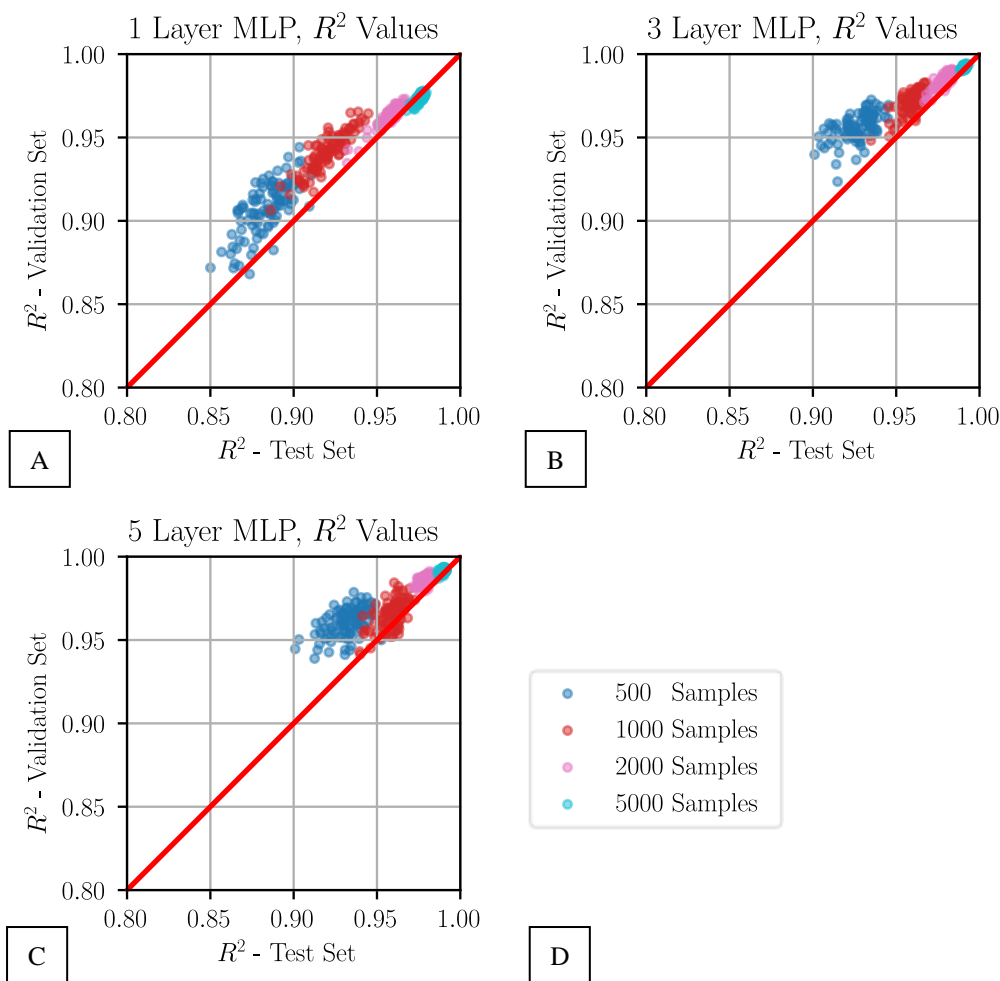 1 Layer MLP, R² Values
1.00
0.95
0.90
0.85
0.80
R² - Validation Set
0.80 0.85 0.90 0.95 1.00
R² - Test Set
A
3 Layer MLP, R² Values
1.00
0.95
0.90
0.85
0.80
R² - Validation Set
0.80 0.85 0.90 0.95 1.00
R² - Test Set
B
5 Layer MLP, R² Values
1.00
0.95
0.90
0.85
0.80
R² - Validation Set
0.80 0.85 0.90 0.95 1.00
R² - Test Set
C
500 Samples
1000 Samples
2000 Samples
5000 Samples
D